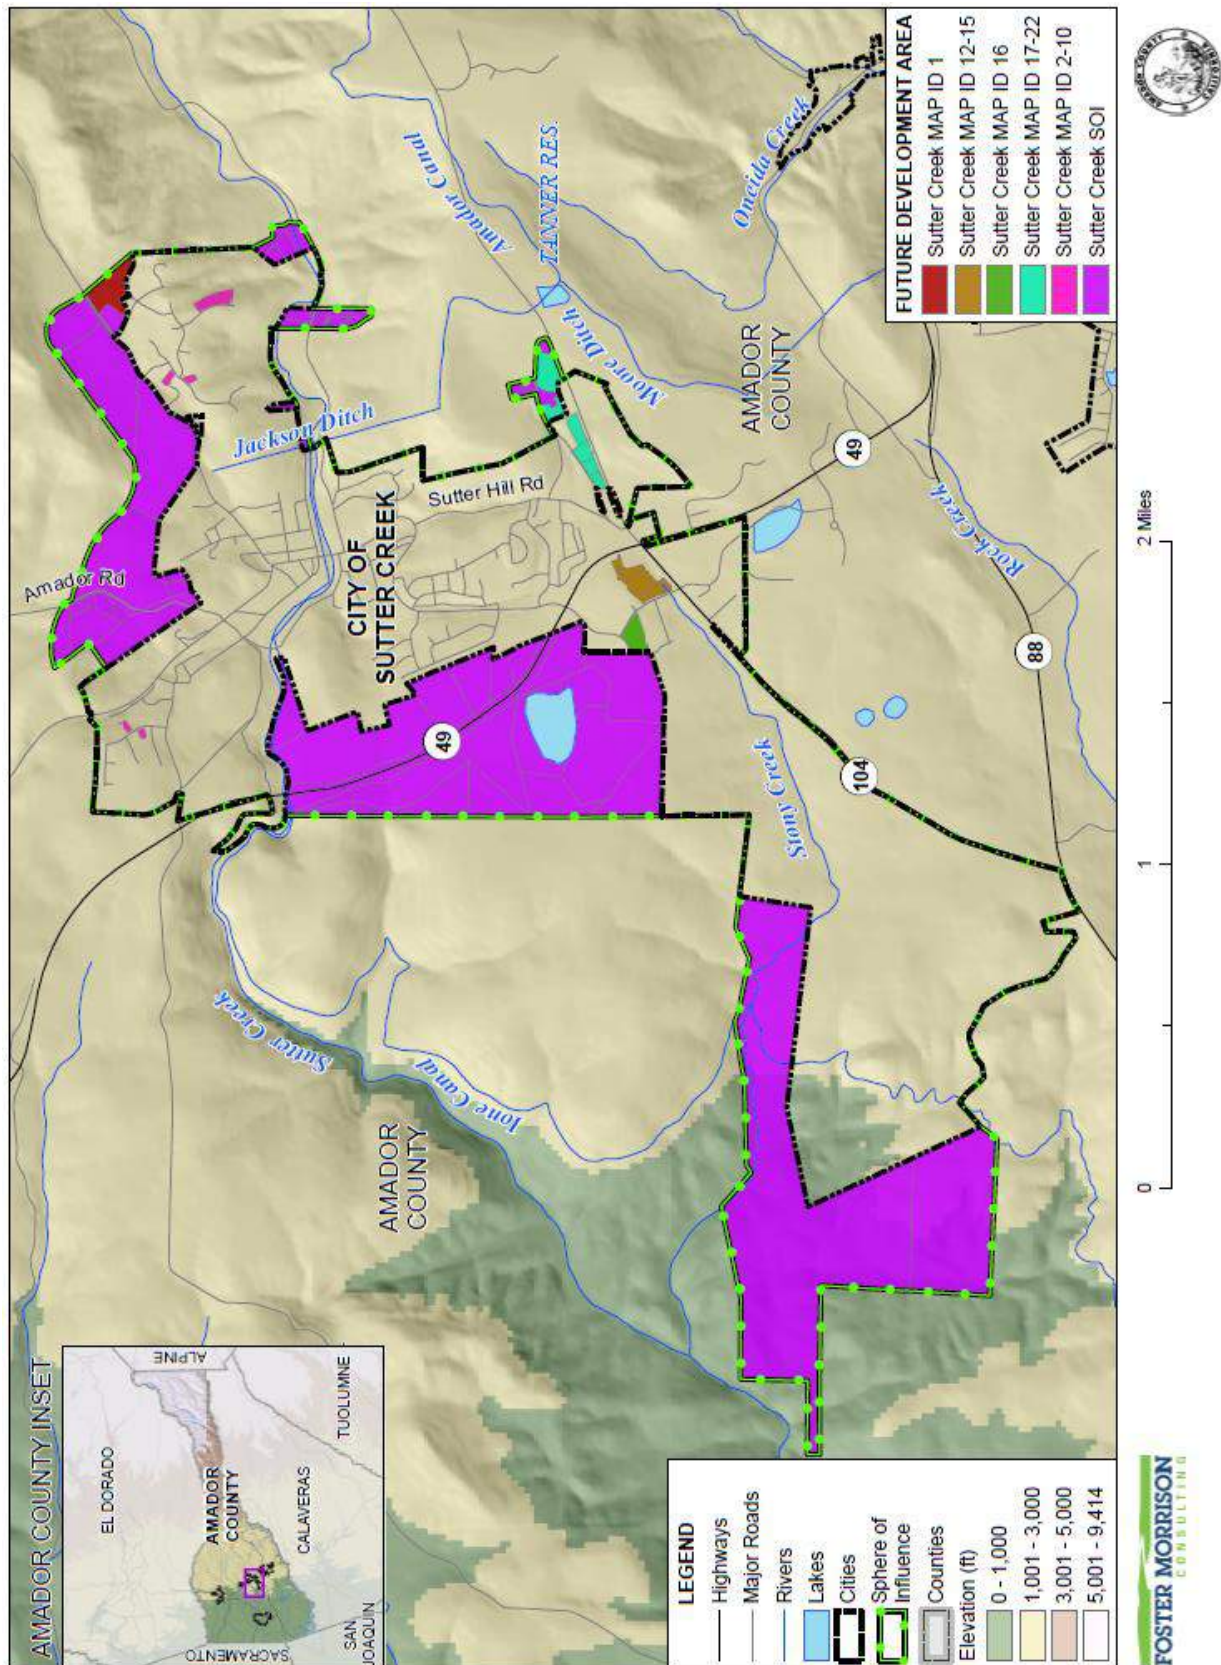 AMADOR COUNTY INSET
EL DORADO
ALPINE
AMADOR
COUNTY
TUOLUMNE
CALAVERAS
SACRAMENTO
SAN
JOAQUIN
AMADOR
COUNTY
Sutter Creek
Ione Canal
Amador Rd
Jackson Ditch
CITY OF
SUTTER CREEK
Sutter Hill Rd
49
Amador Canal
TANNER RES.
Moore Ditch
Oneida Creek
AMADOR
COUNTY
49
Stony Creek
104
Rock Creek
88
LEGEND
Highways
Major Roads
Rivers
Lakes
Cities
Sphere of
Influence
Counties
Elevation (ft)
0 - 1,000
1,001 - 3,000
3,001 - 5,000
5,001 - 9,414
FUTURE DEVELOPMENT AREA
Sutter Creek MAP ID 1
Sutter Creek MAP ID 12-15
Sutter Creek MAP ID 16
Sutter Creek MAP ID 17-22
Sutter Creek MAP ID 2-10
Sutter Creek SOI
FOSTER MORRISON
CONSULTING
0
1
2 Miles
AMADOR COUNTY
CALIFORNIA